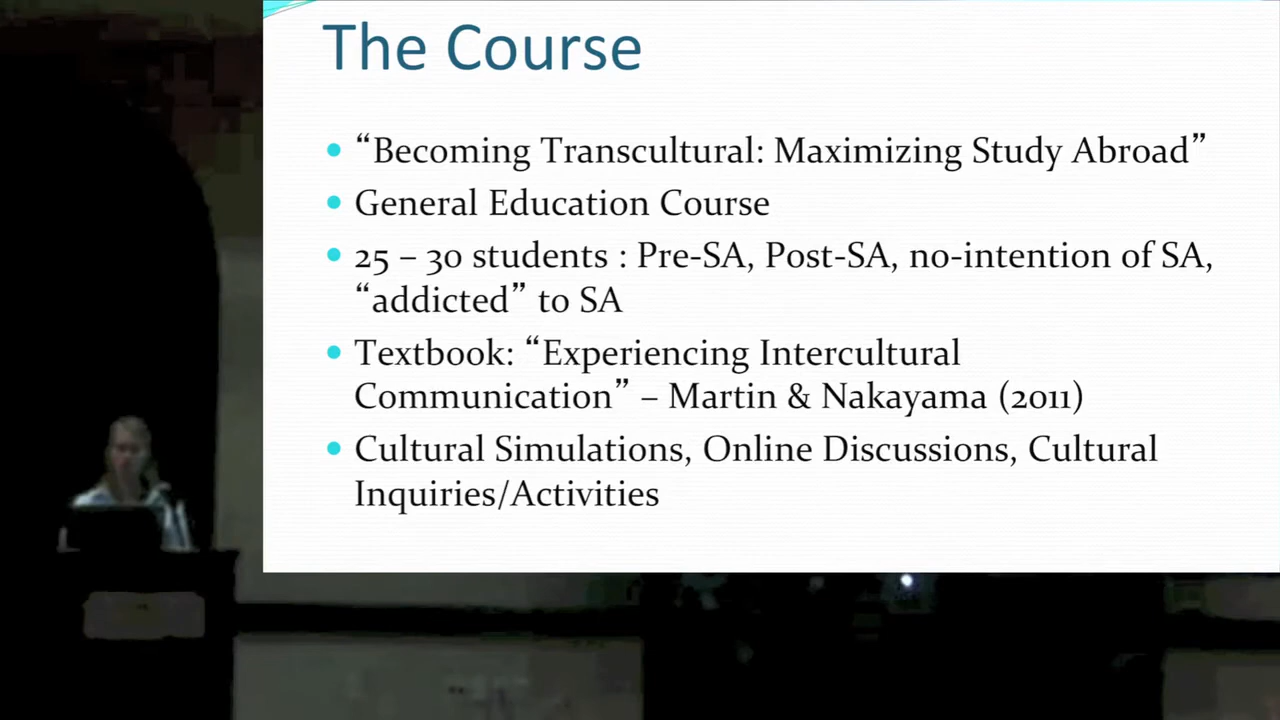 The Course
“Becoming Transcultural: Maximizing Study Abroad”
General Education Course
25 – 30 students : Pre-SA, Post-SA, no-intention of SA,
“addicted” to SA
Textbook: “Experiencing Intercultural
Communication” – Martin & Nakayama (2011)
Cultural Simulations, Online Discussions, Cultural
Inquiries/Activities